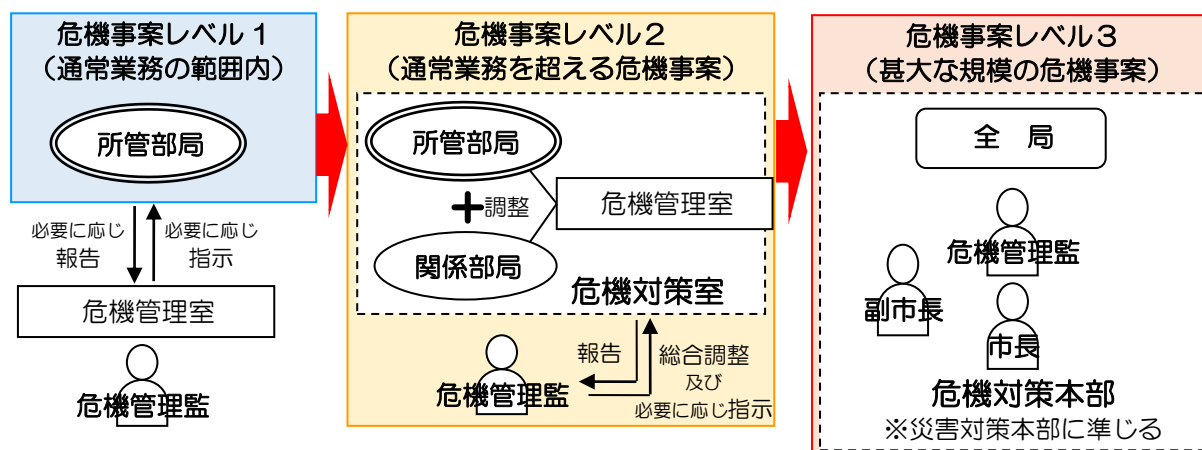 危機事案レベル１
（通常業務の範囲内）
所管部局
必要に応じ
報告
必要に応じ
指示
危機管理室
危機管理監
危機事案レベル２
（通常業務を超える危機事案）
所管部局
＋調整
危機管理室
関係部局
危機対策室
報告
総合調整
及び
必要に応じ指示
危機管理監
危機事案レベル３
（甚大な規模の危機事案）
全　局
危機管理監
副市長
市長
危機対策本部
※災害対策本部に準じる